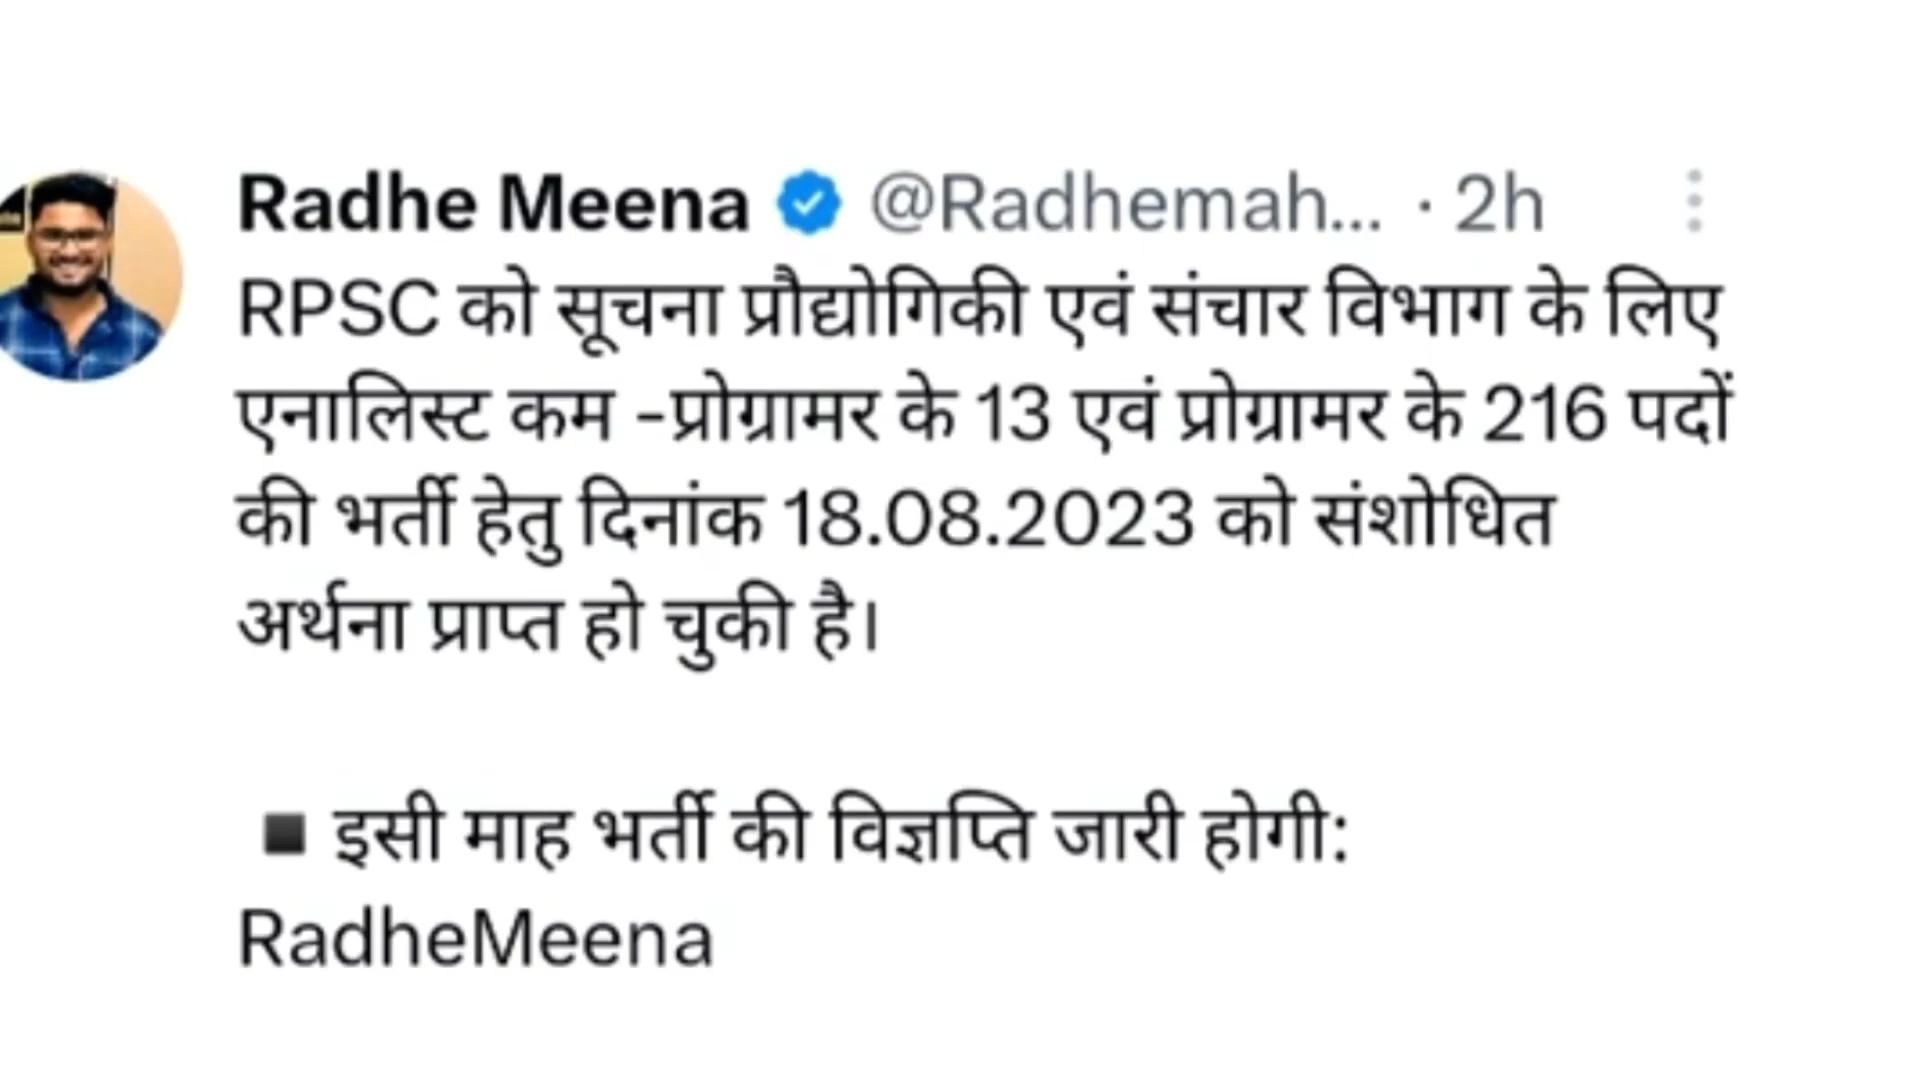 Radhe Meena @Radhemah... · 2h
RPSC को सूचना प्रौद्योगिकी एवं संचार विभाग के लिए
एनालिस्ट कम -प्रोग्रामर के 13 एवं प्रोग्रामर के 216 पदों
की भर्ती हेतु दिनांक 18.08.2023 को संशोधित
अर्थना प्राप्त हो चुकी है।
▪️इसी माह भर्ती की विज्ञप्ति जारी होगी:
RadheMeena